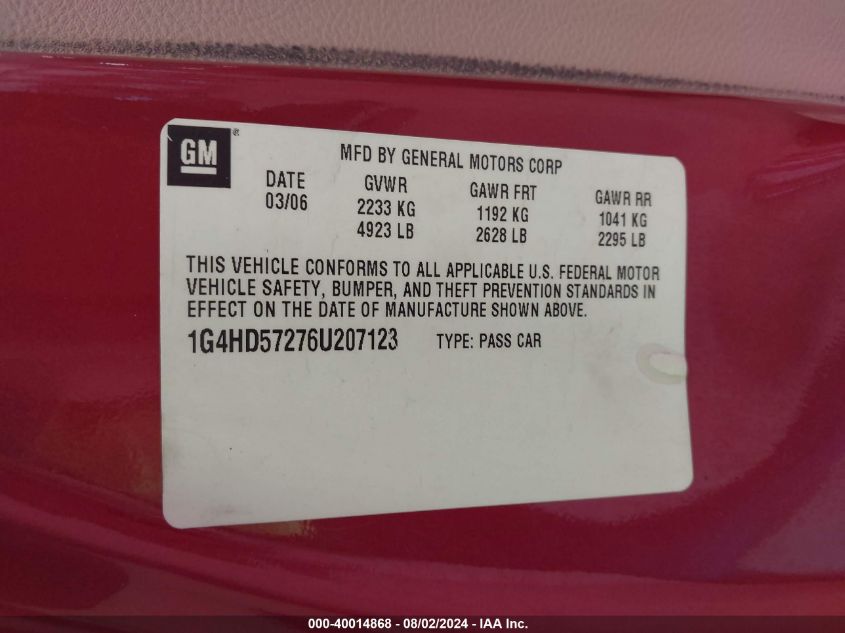 GM®
MFD BY GENERAL MOTORS CORP
DATE GVWR GAWR FRT GAWR RR
03/06 2233 KG 1192 KG 1041 KG
4923 LB 2628 LB 2295 LB
THIS VEHICLE CONFORMS TO ALL APPLICABLE U.S. FEDERAL MOTOR
VEHICLE SAFETY, BUMPER, AND THEFT PREVENTION STANDARDS IN
EFFECT ON THE DATE OF MANUFACTURE SHOWN ABOVE.
1G4HD57276U207123 TYPE: PASS CAR
000-40014868 - 08/02/2024 - IAA Inc.